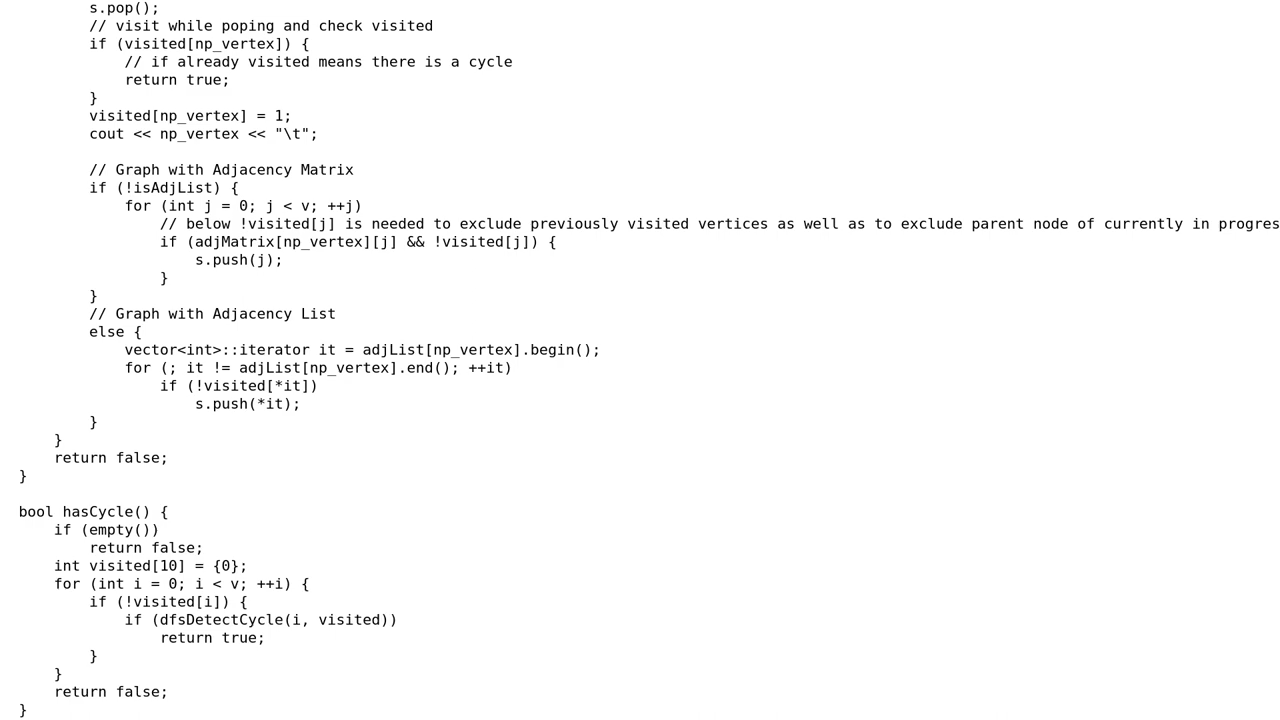 s.pop();
// visit while poping and check visited
if (visited[np_vertex]) {
// if already visited means there is a cycle
return true;
}
visited[np_vertex] = 1;
cout << np_vertex << "\t";
// Graph with Adjacency Matrix
if (!isAdjList) {
for (int j = 0; j < v; ++j)
// below !visited[j] is needed to exclude previously visited vertices as well as to exclude parent node of currently in progres
if (adjMatrix[np_vertex][j] && !visited[j]) {
s.push(j);
}
}
// Graph with Adjacency List
else {
vector<int>::iterator it = adjList[np_vertex].begin();
for (; it != adjList[np_vertex].end(); ++it)
if (!visited[*it])
s.push(*it);
}
}
return false;
}
bool hasCycle() {
if (empty())
return false;
int visited[10] = {0};
for (int i = 0; i < v; ++i) {
if (!visited[i]) {
if (dfsDetectCycle(i, visited))
return true;
}
}
return false;
}